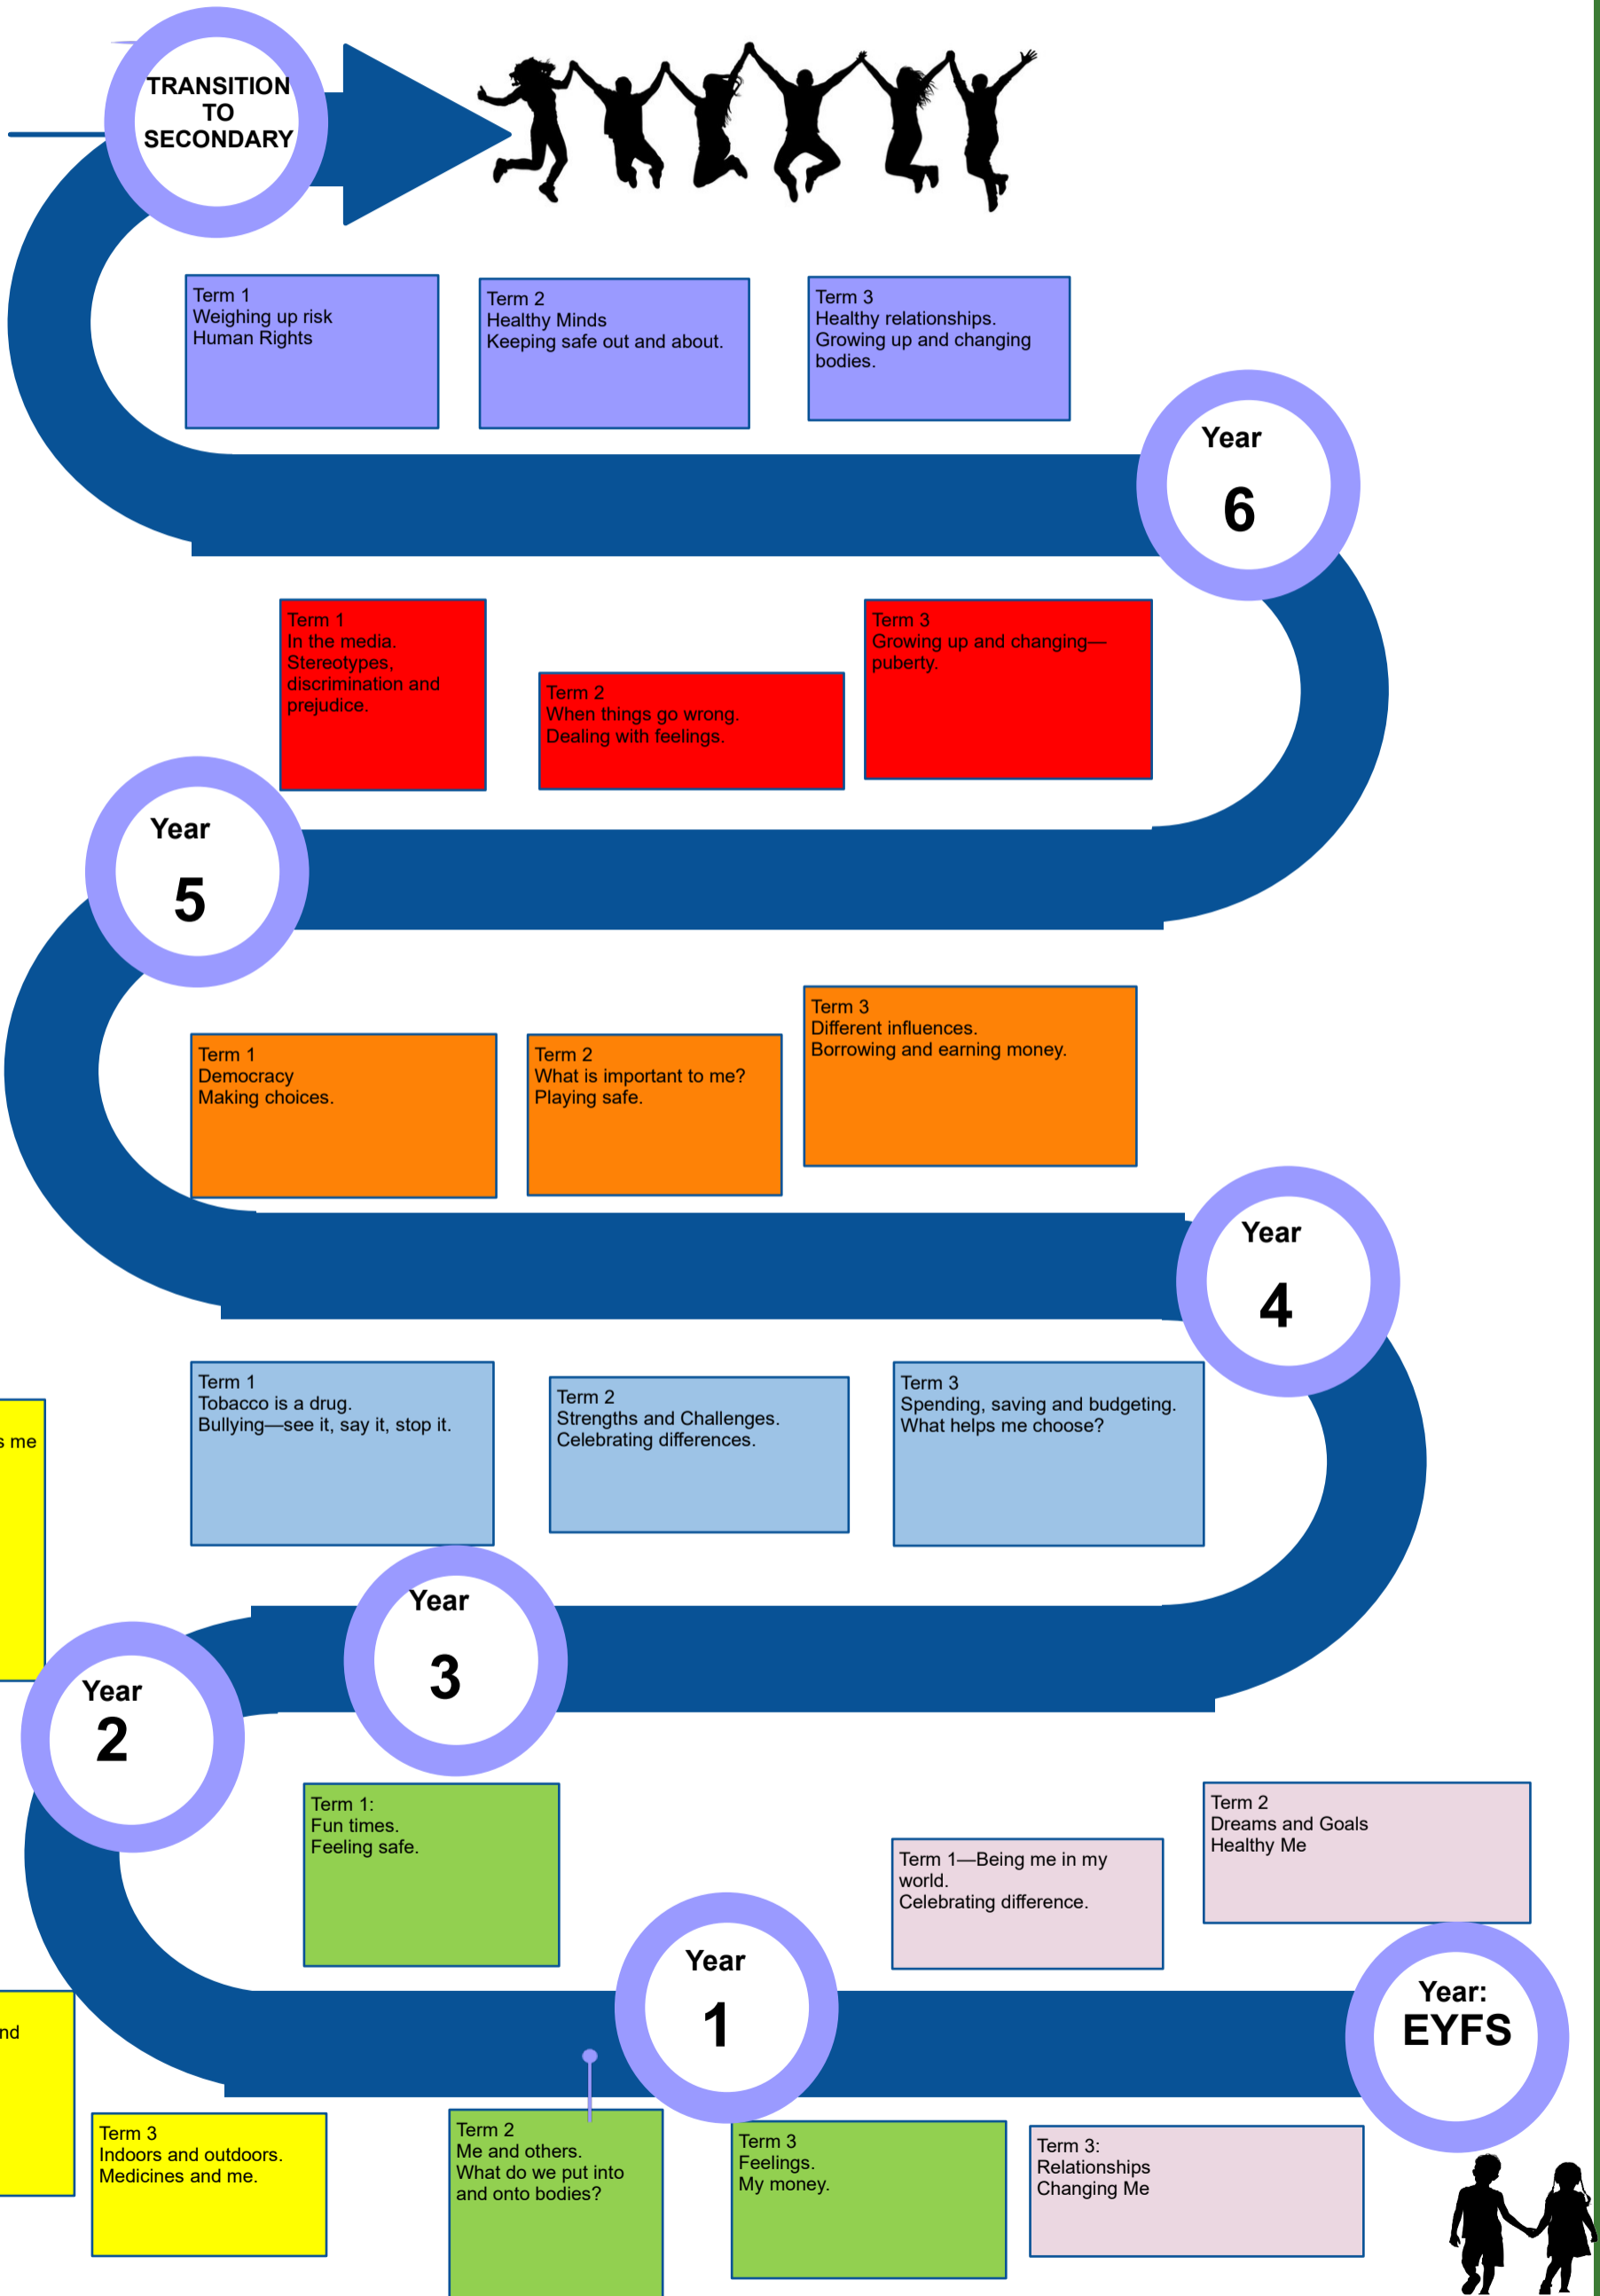 TRANSITION
TO
SECONDARY
Term 1
Weighing up risk
Human Rights
Term 2
Healthy Minds
Keeping safe out and about.
Term 3
Healthy relationships.
Growing up and changing
bodies.
Year
6
Term 1
In the media.
Stereotypes,
discrimination and
prejudice.
Term 2
When things go wrong.
Dealing with feelings.
Term 3
Growing up and changing—
puberty.
Year
5
Term 1
Democracy
Making choices.
Term 2
What is important to me?
Playing safe.
Term 3
Different influences.
Borrowing and earning money.
Year
4
Term 1
Tobacco is a drug.
Bullying—see it, say it, stop it.
Term 2
Strengths and Challenges.
Celebrating differences.
Term 3
Spending, saving and budgeting.
What helps me choose?
me
Year
3
Year
2
Term 1:
Fun times.
Feeling safe.
Term 1—Being me in my
world.
Celebrating difference.
Term 2
Dreams and Goals
Healthy Me
Year
1
Year:
EYFS
Term 3
Indoors and outdoors.
Medicines and me.
Term 2
Me and others.
What do we put into
and onto bodies?
Term 3
Feelings.
My money.
Term 3:
Relationships
Changing Me